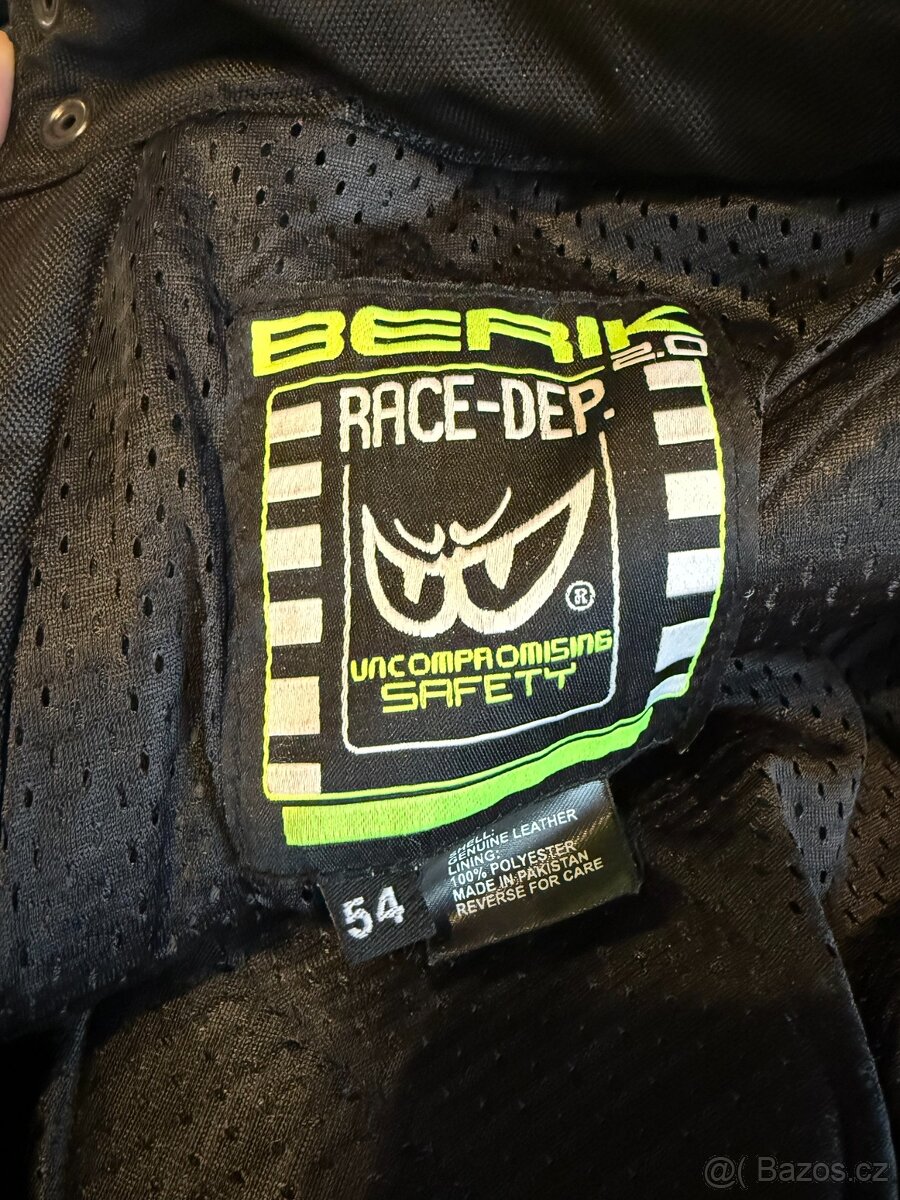 BERIK
2.0
RACE-DEP.
®
UNCOMPROMISING
SAFETY
54
SHELL:
GENUINE LEATHER
LINING:
100% POLYESTER
MADE IN PAKISTAN
REVERSE FOR CARE
@( Bazos.cz